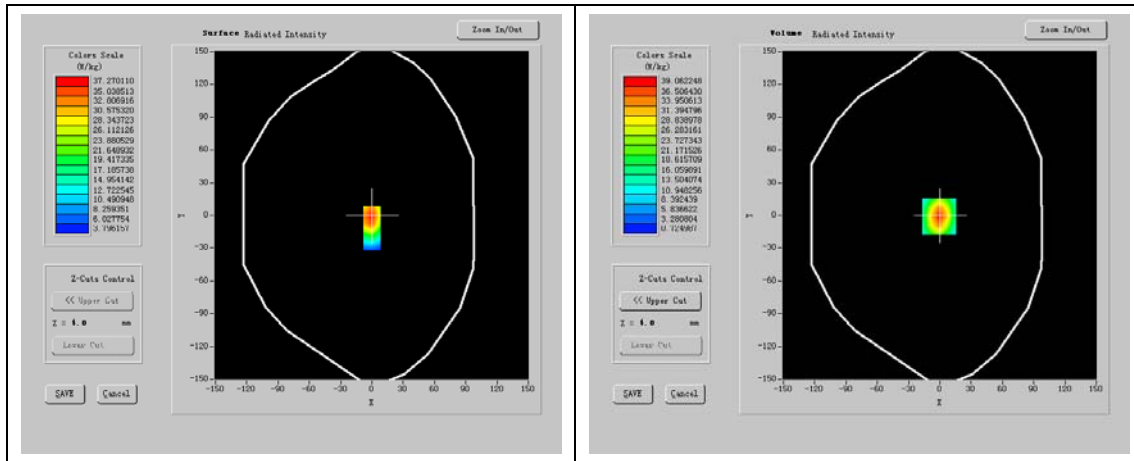 Surface Radiated Intensity
Zoom In/Out
Colors Scale
(W/kg)
37.270110
35.038513
32.806916
30.575320
28.343723
26.112126
23.880529
21.648932
19.417335
17.185738
14.954142
12.722545
10.490948
8.259351
6.027754
3.796157
150
120
90
60
30
0
-30
-60
-90
-120
-150
Y
-150 -120 -90 -60 -30 0 30 60 90 120 150
X
Z-Cuts Control
<< Upper Cut
Z = 4.0 mm
Lower Cut
SAVE Cancel
Volume Radiated Intensity
Zoom In/Out
Colors Scale
(W/kg)
39.062248
36.506430
33.950613
31.394796
28.838978
26.283161
23.727343
21.171526
18.615709
16.059891
13.504074
10.948256
8.392439
5.836622
3.280804
0.724987
150
120
90
60
30
0
-30
-60
-90
-120
-150
Y
-150 -120 -90 -60 -30 0 30 60 90 120 150
X
Z-Cuts Control
<< Upper Cut
Z = 4.0 mm
Lower Cut
SAVE Cancel